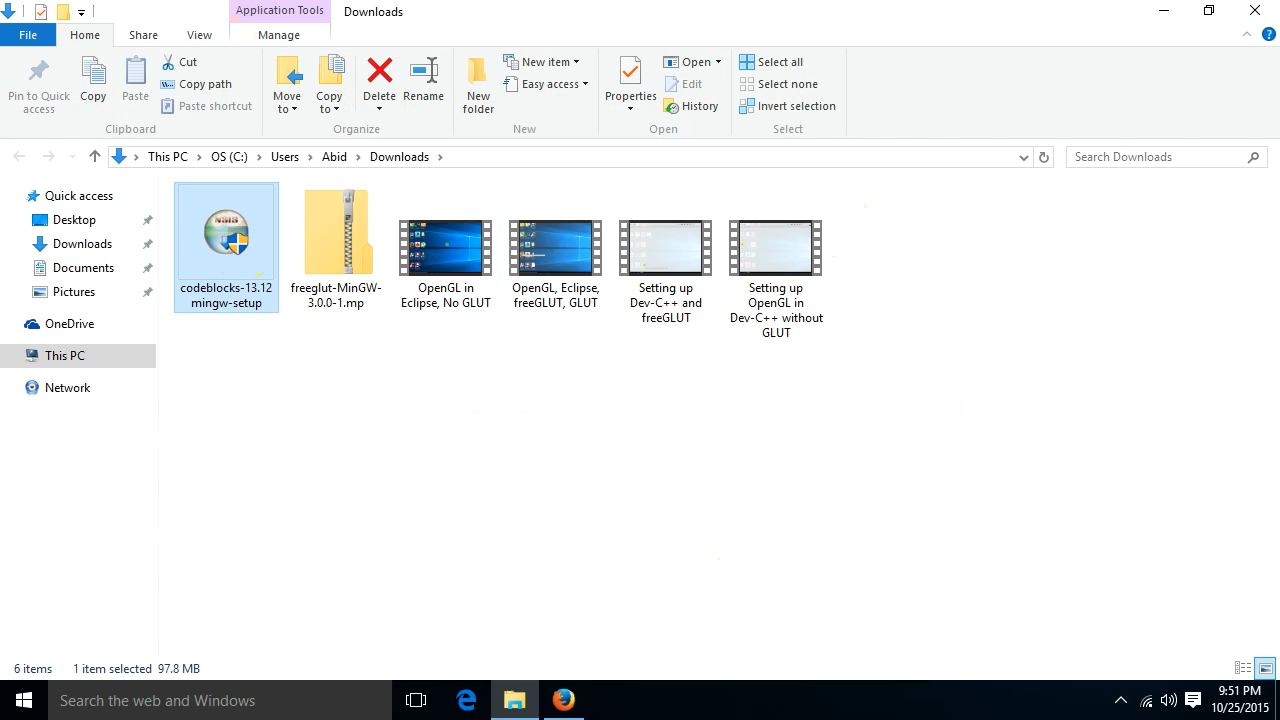 Application Tools
Downloads
File
Home
Share
View
Manage
Pin to Quick
access
Copy
Paste
Cut
Copy path
Paste shortcut
Clipboard
Move
to
Copy
to
Delete
Rename
Organize
New
folder
New item
Easy access
New
Properties
Open
Edit
History
Open
Select all
Select none
Invert selection
Select
This PC
OS (C:)
Users
Abid
Downloads
Search Downloads
Quick access
Desktop
Downloads
Documents
Pictures
OneDrive
This PC
Network
NSIS
codeblocks-13.12
mingw-setup
freeglut-MinGW-
3.0.0-1.mp
OpenGL in
Eclipse, No GLUT
OpenGL, Eclipse,
freeGLUT, GLUT
Setting up
Dev-C++ and
freeGLUT
Setting up
OpenGL in
Dev-C++ without
GLUT
6 items
1 item selected 97.8 MB
Search the web and Windows
9:51 PM
10/25/2015